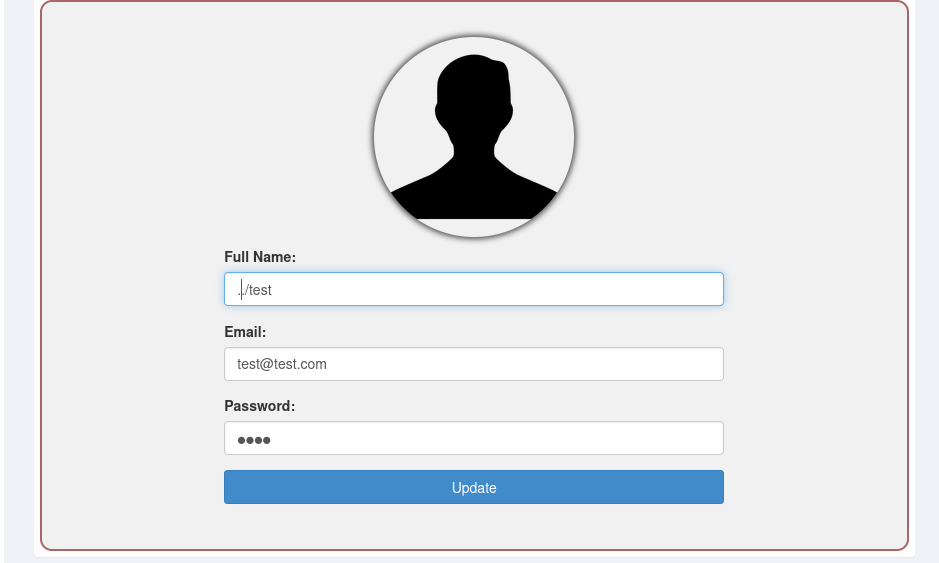 Full Name:
../test
Email:
test@test.com
Password:
●●●●
Update